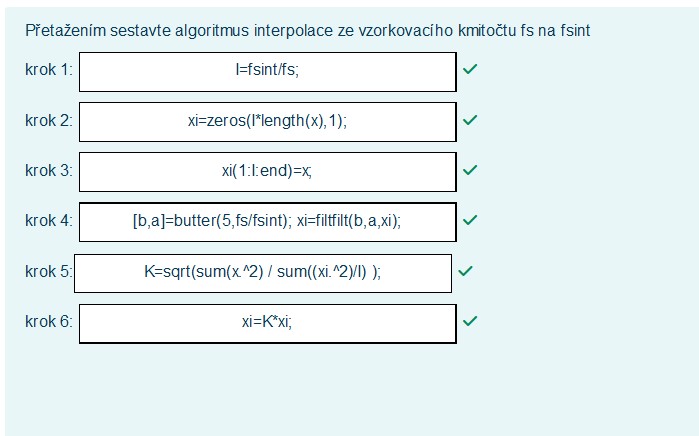 Přetažením sestavte algoritmus interpolace ze vzorkovacího kmitočtu fs na fsint
krok 1: I=fsint/fs;
krok 2: xi=zeros(I*length(x),1);
krok 3: xi(1:I:end)=x;
krok 4: [b,a]=butter(5,fs/fsint); xi=filtfilt(b,a,xi);
krok 5: K=sqrt(sum(x.^2) / sum((xi.^2)/I) );
krok 6: xi=K*xi;